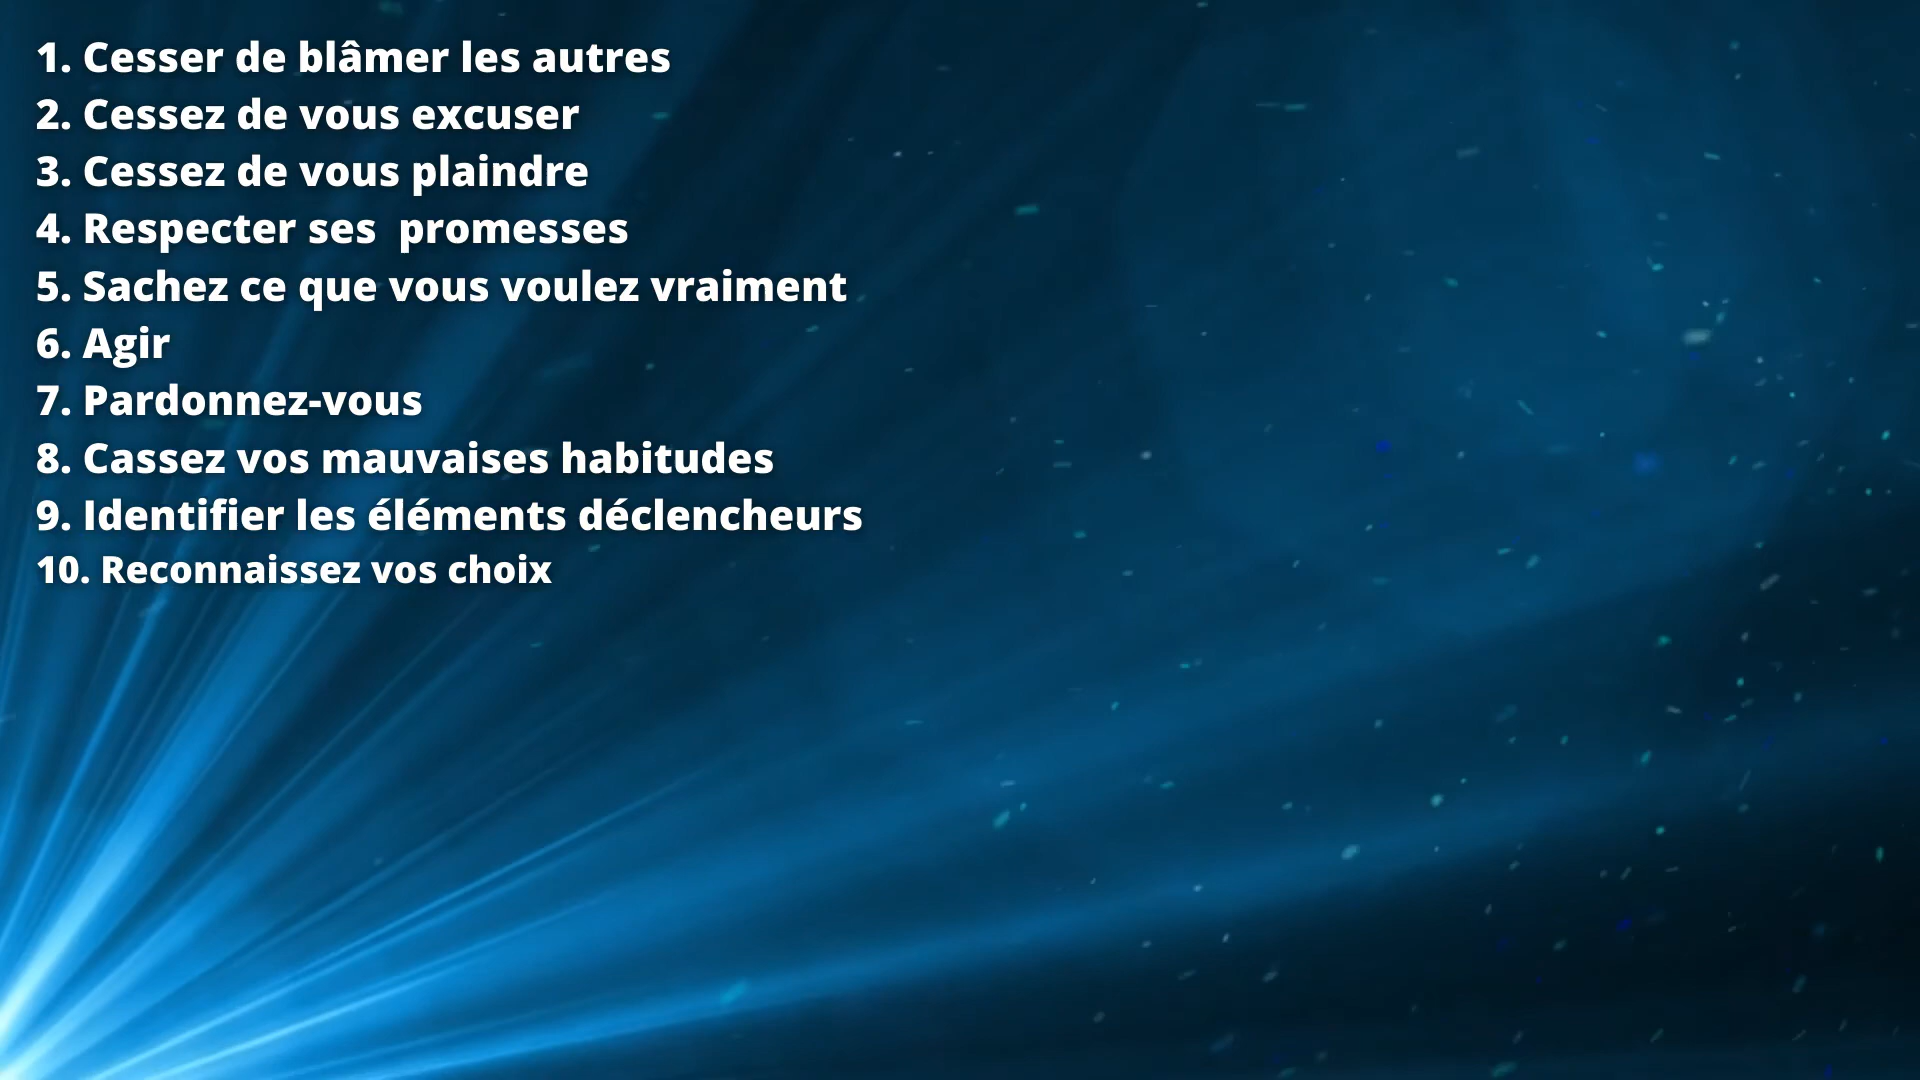 1. Cesser de blâmer les autres
2. Cessez de vous excuser
3. Cessez de vous plaindre
4. Respecter ses  promesses
5. Sachez ce que vous voulez vraiment
6. Agir
7. Pardonnez-vous
8. Cassez vos mauvaises habitudes
9. Identifier les éléments déclencheurs
10. Reconnaissez vos choix